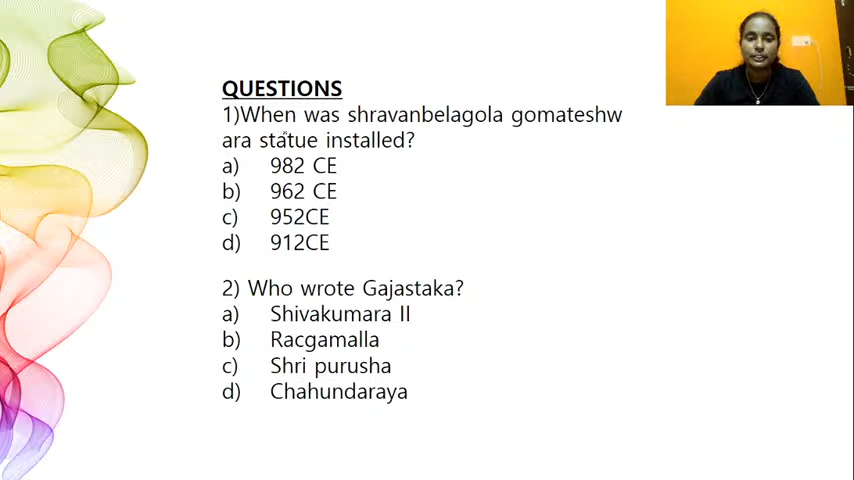 QUESTIONS
1)When was shravanbelagola gomateshw
ara statue installed?
a) 982 CE
b) 962 CE
c) 952CE
d) 912CE
2) Who wrote Gajastaka?
a) Shivakumara II
b) Racgamalla
c) Shri purusha
d) Chahundaraya